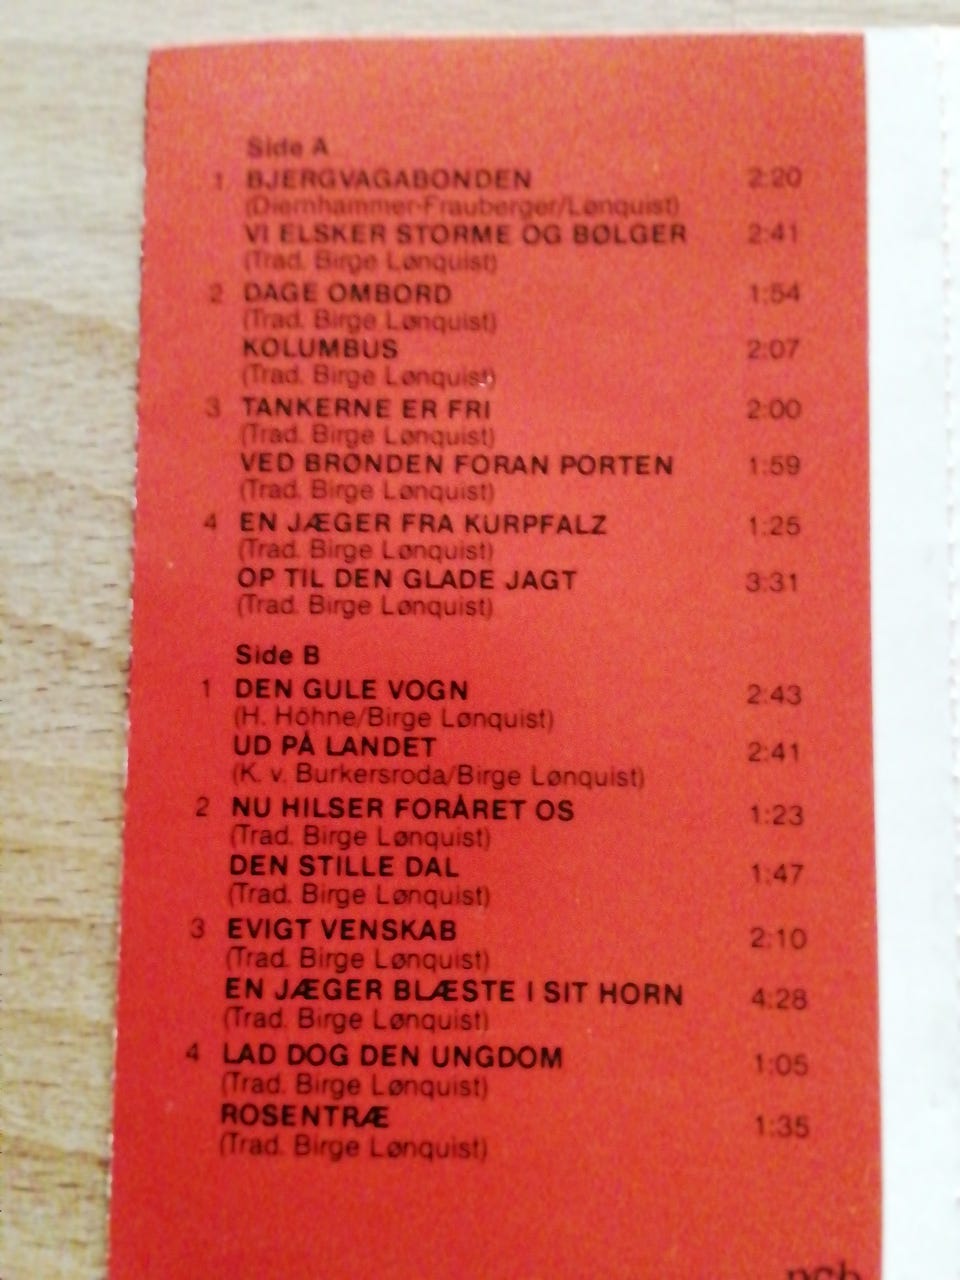 Side A
1 BJERGVAGABONDEN 2:20
(Diernhammer-Frauberger/Lønquist)
VI ELSKER STORME OG BØLGER 2:41
(Trad. Birge Lønquist)
2 DAGE OMBORD 1:54
(Trad. Birge Lønquist)
KOLUMBUS 2:07
(Trad. Birge Lønquist)
3 TANKERNE ER FRI 2:00
(Trad. Birge Lønquist)
VED BRØNDEN FORAN PORTEN 1:59
(Trad. Birge Lønquist)
4 EN JÆGER FRA KURPFALZ 1:25
(Trad. Birge Lønquist)
OP TIL DEN GLADE JAGT 3:31
(Trad. Birge Lønquist)
Side B
1 DEN GULE VOGN 2:43
(H. Höhne/Birge Lønquist)
UD PÅ LANDET 2:41
(K. v. Burkersroda/Birge Lønquist)
2 NU HILSER FORÅRET OS 1:23
(Trad. Birge Lønquist)
DEN STILLE DAL 1:47
(Trad. Birge Lønquist)
3 EVIGT VENSKAB 2:10
(Trad. Birge Lønquist)
EN JÆGER BLÆSTE I SIT HORN 4:28
(Trad. Birge Lønquist)
4 LAD DOG DEN UNGDOM 1:05
(Trad. Birge Lønquist)
ROSENTRÆ 1:35
(Trad. Birge Lønquist)